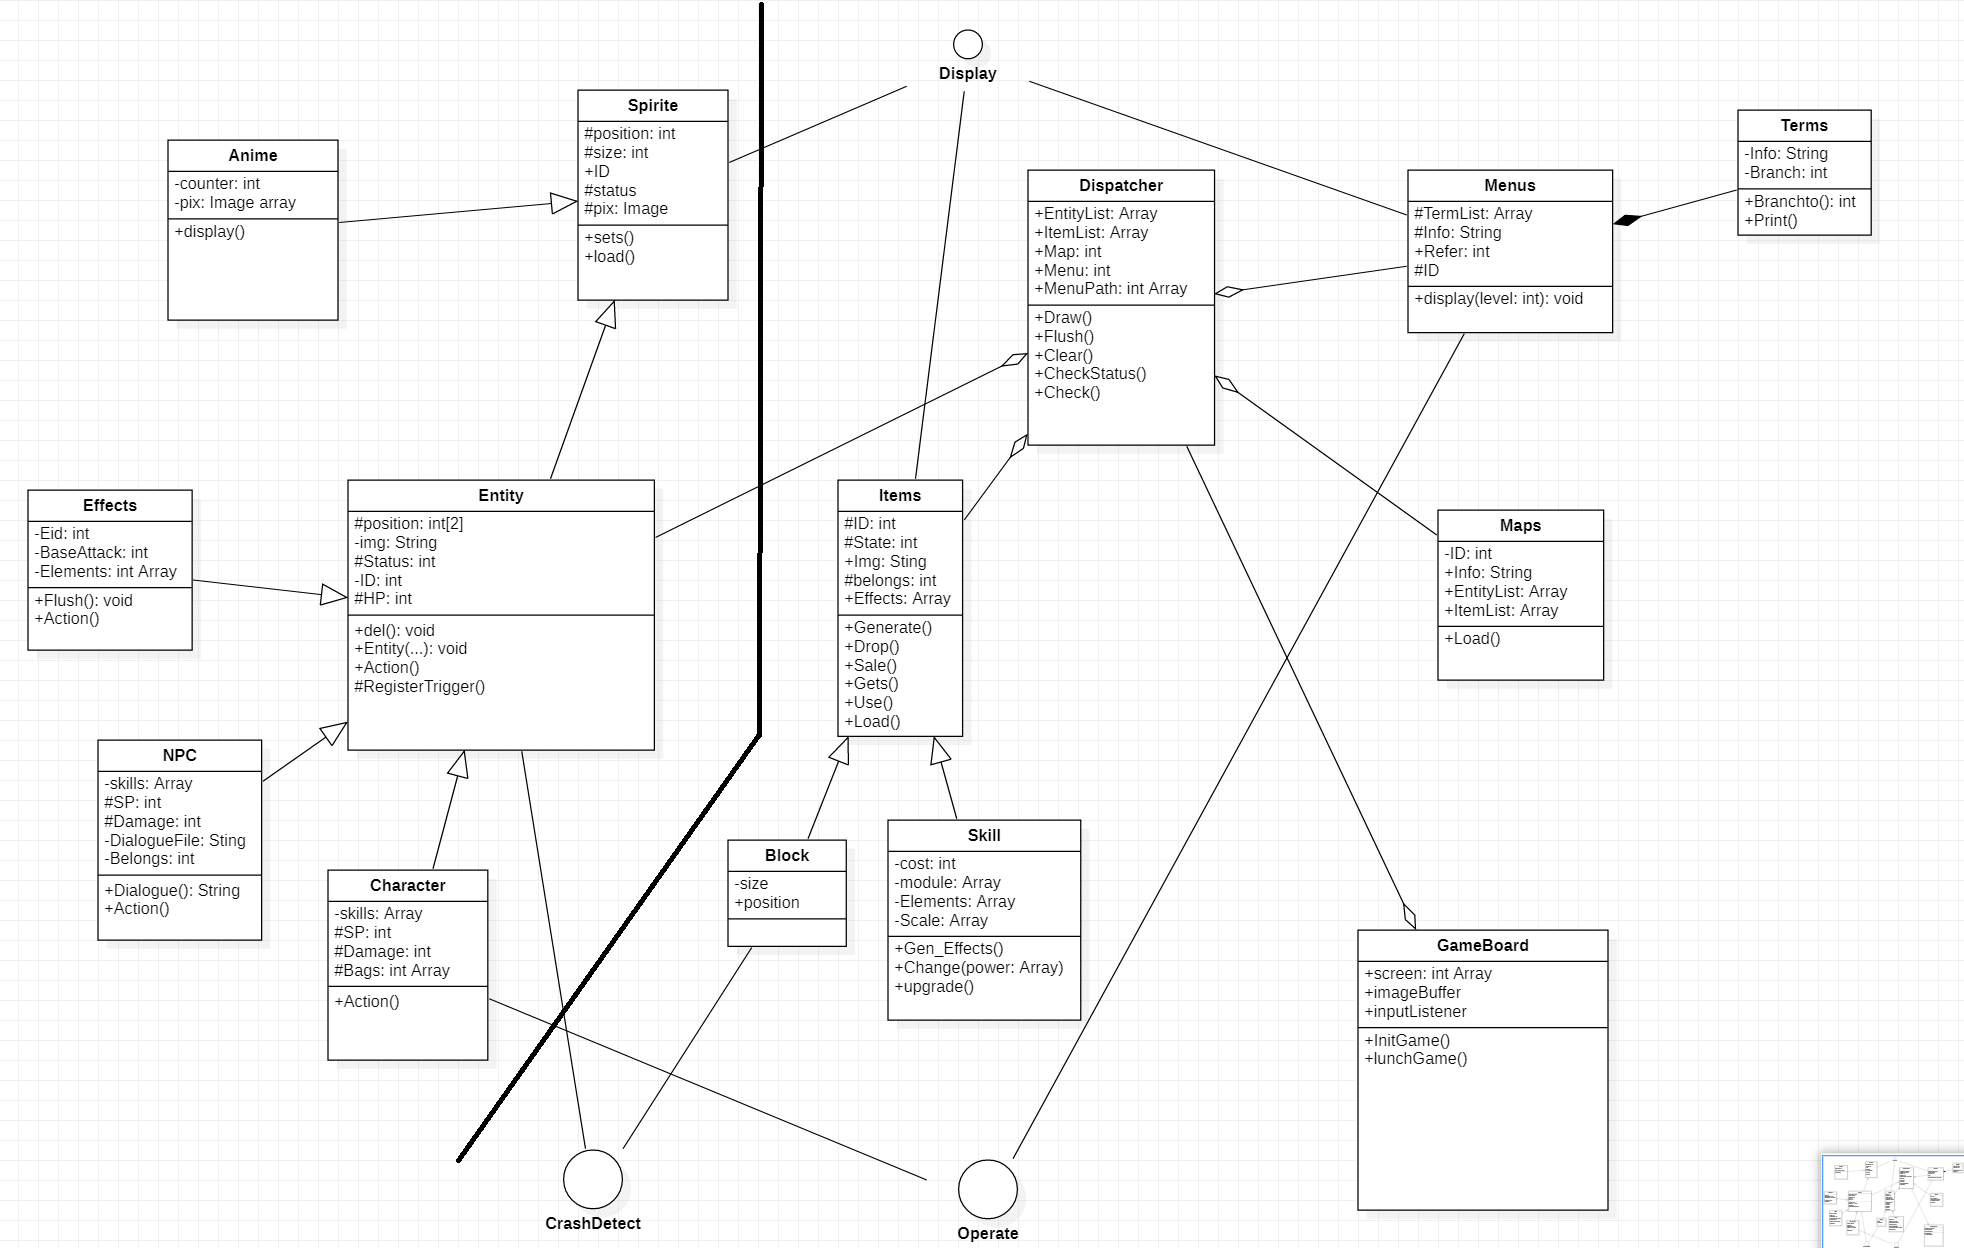 Display
Spirite
#position: int
#size: int
+ID
#status
#pix: Image
+sets()
+load()
Anime
-counter: int
-pix: Image array
+display()
Dispatcher
+EntityList: Array
+ItemList: Array
+Map: int
+Menu: int
+MenuPath: int Array
+Draw()
+Flush()
+Clear()
+CheckStatus()
+Check()
Menus
#TermList: Array
#Info: String
+Refer: int
#ID
+display(level: int): void
Terms
-Info: String
-Branch: int
+Branchto(): int
+Print()
Effects
-Eid: int
-BaseAttack: int
-Elements: int Array
+Flush(): void
+Action()
Entity
#position: int[2]
-img: String
#Status: int
-ID: int
#HP: int
+del(): void
+Entity(...): void
+Action()
#RegisterTrigger()
Items
#ID: int
#State: int
+Img: Sting
#belongs: int
+Effects: Array
+Generate()
+Drop()
+Sale()
+Gets()
+Use()
+Load()
Maps
-ID: int
+Info: String
+EntityList: Array
+ItemList: Array
+Load()
NPC
-skills: Array
#SP: int
#Damage: int
-DialogueFile: Sting
-Belongs: int
+Dialogue(): String
+Action()
Character
-skills: Array
#SP: int
#Damage: int
#Bags: int Array
+Action()
Block
-size
+position
Skill
-cost: int
-module: Array
-Elements: Array
-Scale: Array
+Gen_Effects()
+Change(power: Array)
+upgrade()
GameBoard
+screen: int Array
+imageBuffer
+inputListener
+InitGame()
+lunchGame()
CrashDetect
Operate